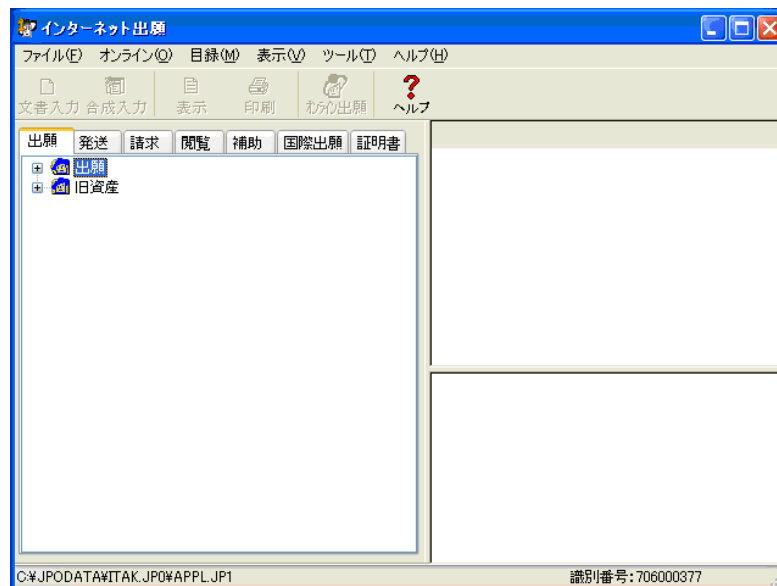 インターネット出願
ファイル(F) オンライン(O) 目録(M) 表示(V) ツール(T) ヘルプ(H)
文書入力 合成入力 表示 印刷 オンライン出願 ヘルプ
出願 発送 請求 閲覧 補助 国際出願 証明書
出願
旧資産
C:¥JPODATA¥ITAK.JP0¥APPL.JP1 識別番号:706000377